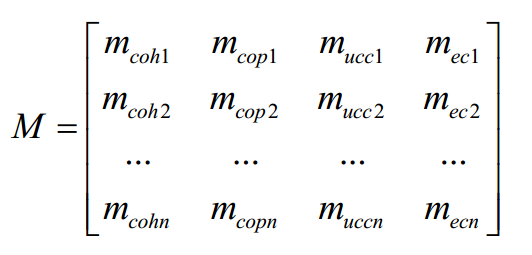 m_coh1 m_cop1 m_ucc1 m_ec1
m_coh2 m_cop2 m_ucc2 m_ec2
M =
... ... ... ...
m_cohn m_copn m_uccn m_ecn